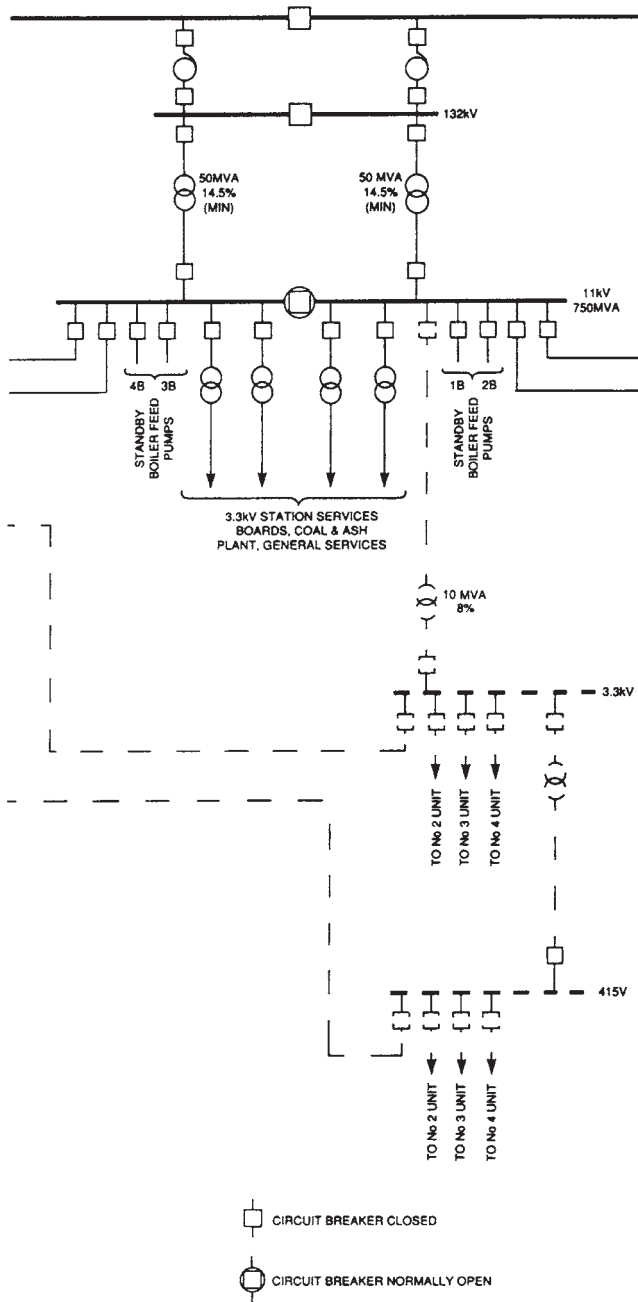 132kV
50MVA
14.5%
(MIN)
50 MVA
14.5%
(MIN)
11kV
750MVA
4B
3B
STANDBY
BOILER FEED
PUMPS
1B
2B
STANDBY
BOILER FEED
PUMPS
3.3kV STATION SERVICES
BOARDS, COAL & ASH
PLANT, GENERAL SERVICES
10 MVA
8%
3.3kV
TO No 2 UNIT
TO No 3 UNIT
TO No 4 UNIT
415V
TO No 2 UNIT
TO No 3 UNIT
TO No 4 UNIT
CIRCUIT BREAKER CLOSED
CIRCUIT BREAKER NORMALLY OPEN